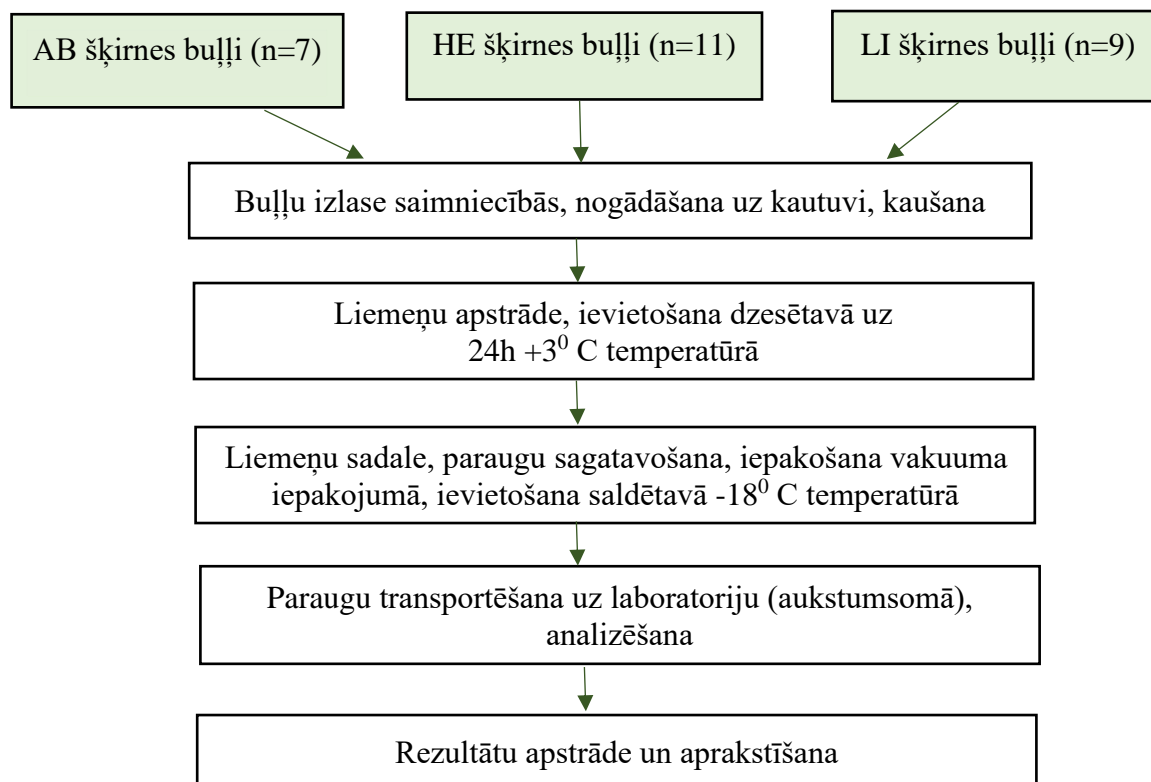 AB šķirnes buļļi (n=7)
HE šķirnes buļļi (n=11)
LI šķirnes buļļi (n=9)
Buļļu izlase saimniecībās, nogādāšana uz kautuvi, kaušana
Liemeņu apstrāde, ievietošana dzesētavā uz
24h +3⁰ C temperatūrā
Liemeņu sadale, paraugu sagatavošana, iepakošana vakuuma
iepakojumā, ievietošana saldētavā -18⁰ C temperatūrā
Paraugu transportēšana uz laboratoriju (aukstumsomā),
analizēšana
Rezultātu apstrāde un aprakstīšana